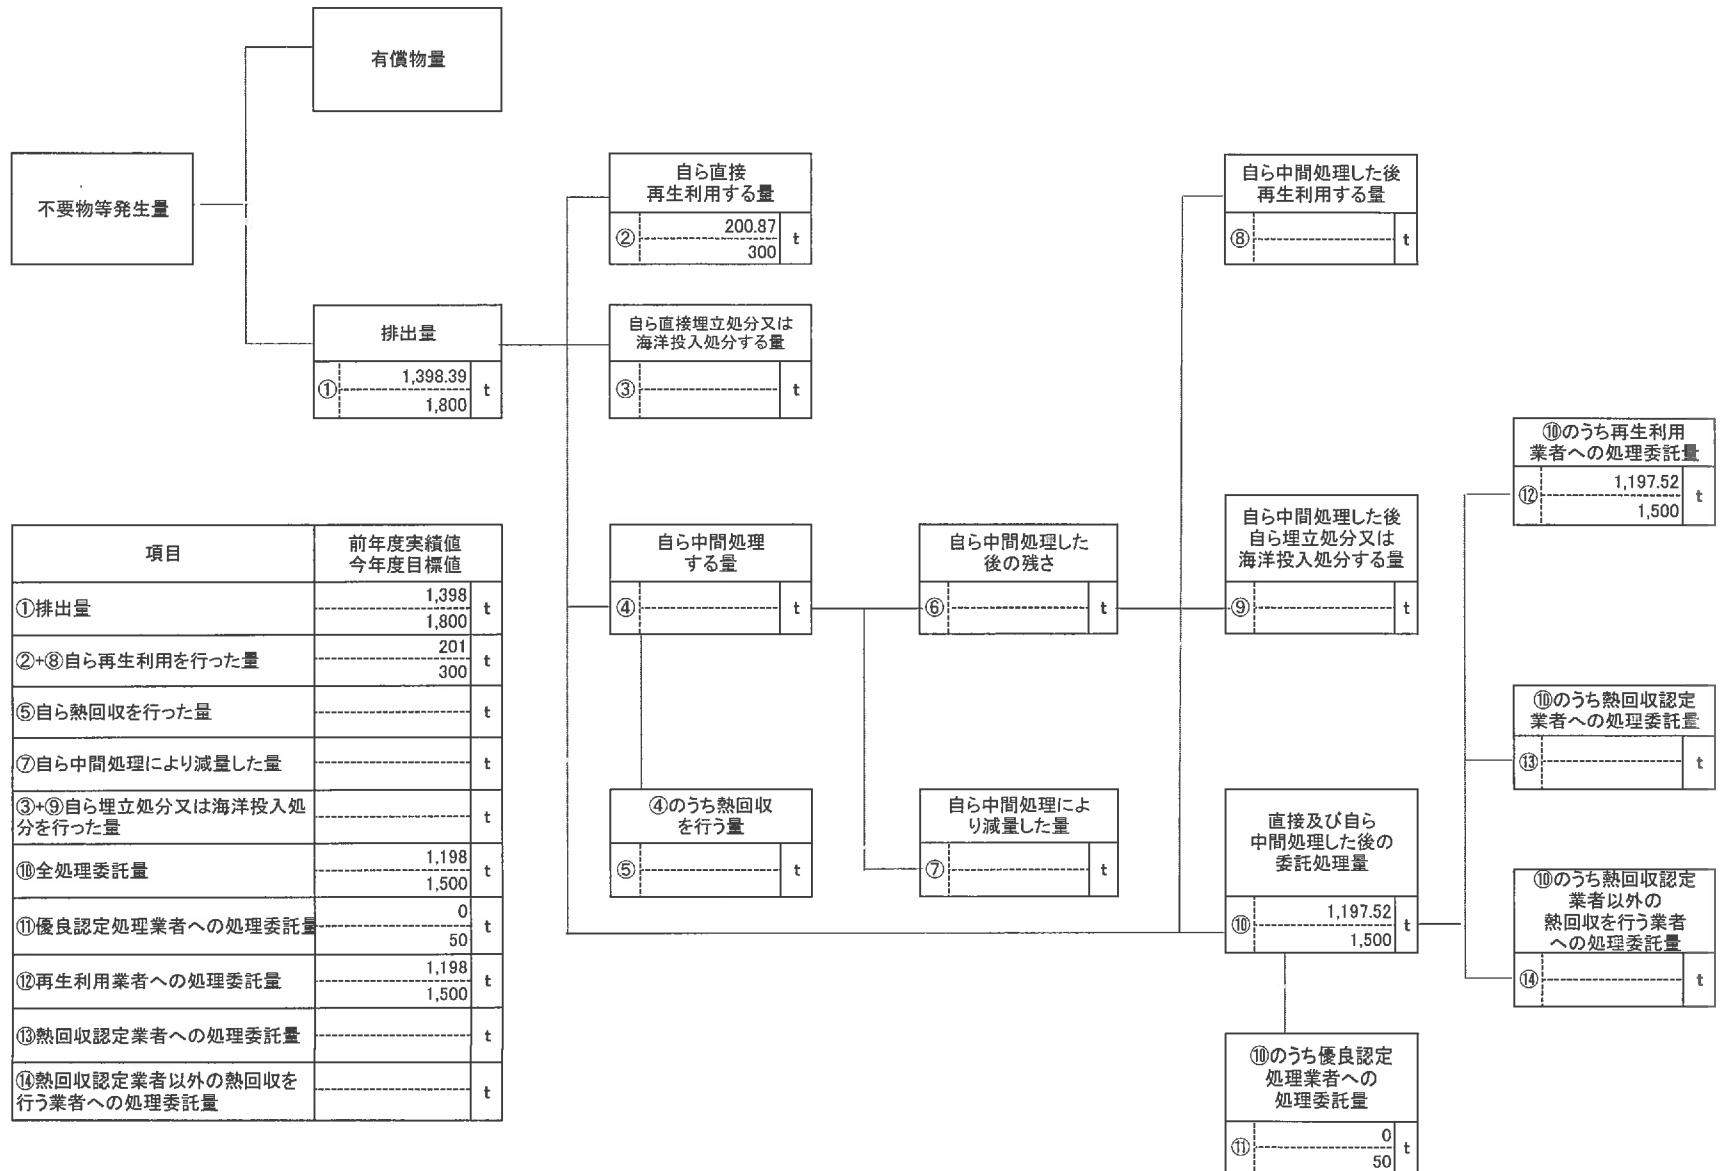 有償物量
不要物等発生量
排出量
①
1,398.39
1,800
t
自ら直接
再生利用する量
②
200.87
300
t
自ら直接埋立処分又は
海洋投入処分する量
③
t
自ら中間処理
する量
④
t
④のうち熱回収
を行う量
⑤
t
自ら中間処理した
後の残さ
⑥
t
自ら中間処理によ
り減量した量
⑦
t
自ら中間処理した後
再生利用する量
⑧
t
自ら中間処理した後
自ら埋立処分又は
海洋投入処分する量
⑨
t
直接及び自ら
中間処理した後の
委託処理量
⑩
1,197.52
1,500
t
⑩のうち優良認定
処理業者への
処理委託量
⑪
0
50
t
⑩のうち再生利用
業者への処理委託量
⑫
1,197.52
1,500
t
⑩のうち熱回収認定
業者への処理委託量
⑬
t
⑩のうち熱回収認定
業者以外の
熱回収を行う業者
への処理委託量
⑭
t
項目
前年度実績値
今年度目標値
①排出量
1,398
1,800
t
②+⑧自ら再生利用を行った量
201
300
t
⑤自ら熱回収を行った量
t
⑦自ら中間処理により減量した量
t
③+⑨自ら埋立処分又は海洋投入処
分を行った量
t
⑩全処理委託量
1,198
1,500
t
⑪優良認定処理業者への処理委託量
0
50
t
⑫再生利用業者への処理委託量
1,198
1,500
t
⑬熱回収認定業者への処理委託量
t
⑭熱回収認定業者以外の熱回収を
行う業者への処理委託量
t